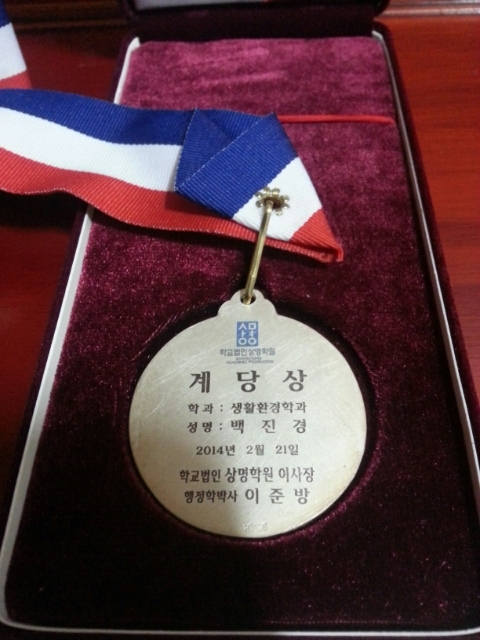 상명
학교법인상명학원
계당상
학과 : 생활환경학과
성명 : 백진경
2014년 2월 21일
학교법인 상명학원 이사장
행정학박사 이준방